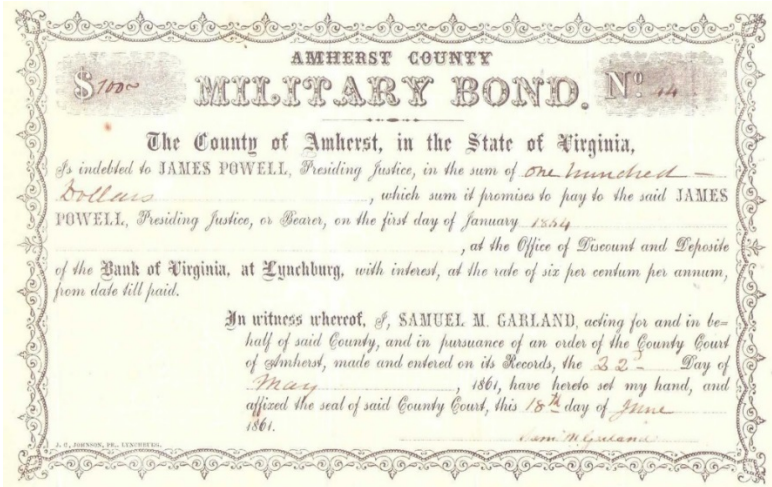 AMHERST COUNTY
$ 100 MILITARY BOND. No. 44
The County of Amherst, in the State of Virginia,
Is indebted to JAMES POWELL, Presiding Justice, in the sum of one hundred
Dollars, which sum it promises to pay to the said JAMES
POWELL, Presiding Justice, or Bearer, on the first day of January 1864
, at the Office of Discount and Deposite
of the Bank of Virginia, at Lynchburg, with interest, at the rate of six per centum per annum,
from date till paid.
In witness whereof, I, SAMUEL M. GARLAND, acting for and in be-
half of said County, and in pursuance of an order of the County Court
of Amherst, made and entered on its Records, the 22d Day of
May, 1861, have hereto set my hand, and
affixed the seal of said County Court, this 18th day of June
1861.
Sam M Garland
J. C. JOHNSON, PR., LYNCHBURG.